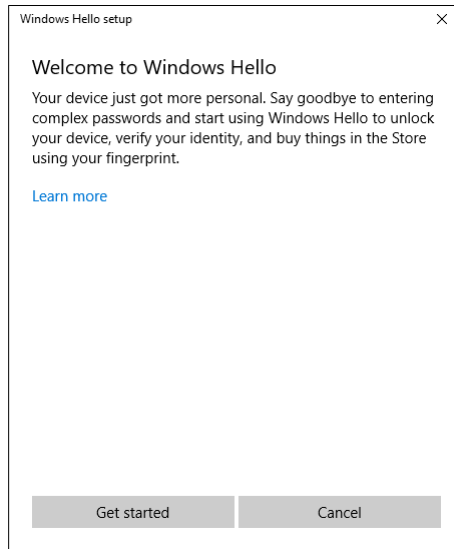 Windows Hello setup
Welcome to Windows Hello
Your device just got more personal. Say goodbye to entering
complex passwords and start using Windows Hello to unlock
your device, verify your identity, and buy things in the Store
using your fingerprint.
Learn more
Get started
Cancel